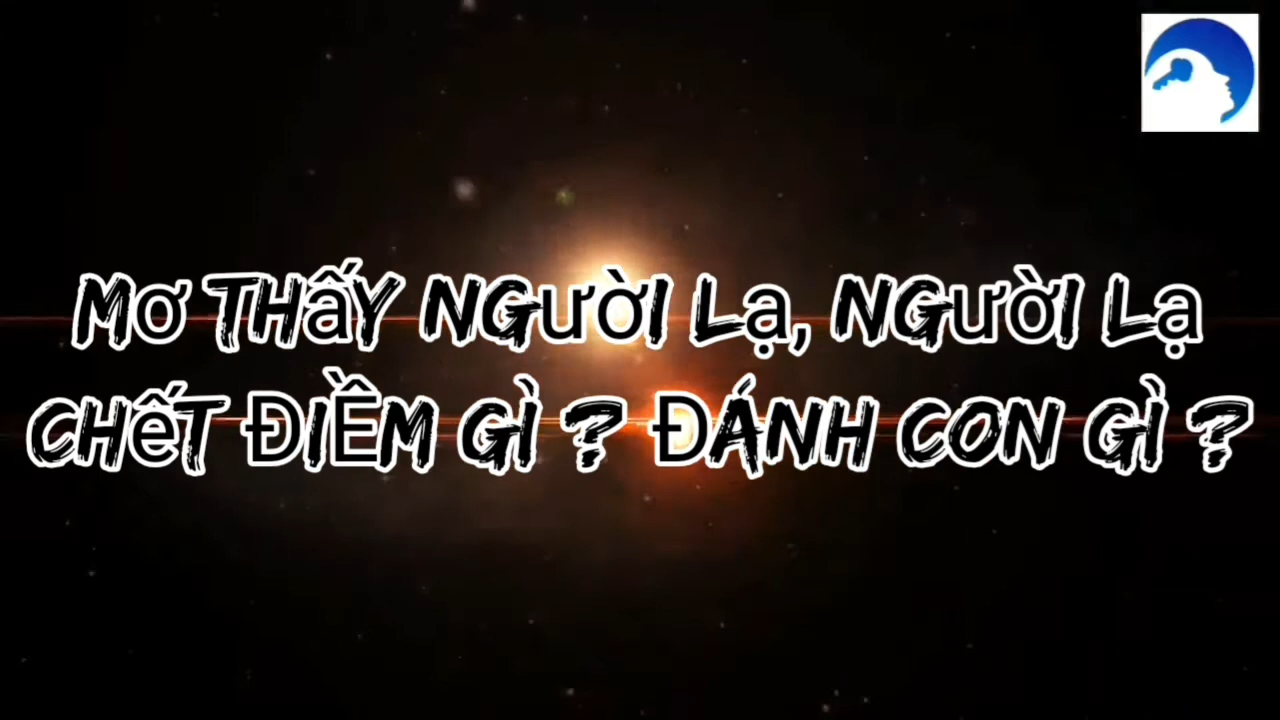 MƠ THẤY NGƯỜI LẠ, NGƯỜI LẠ
CHẾT ĐIỀM GÌ ? ĐÁNH CON GÌ ?